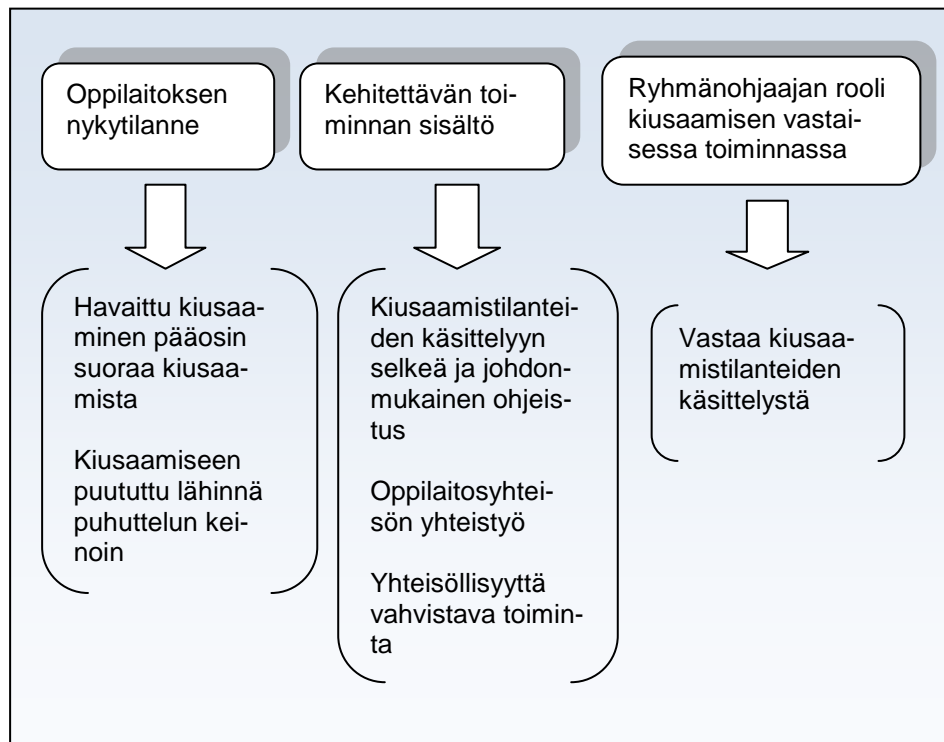 Oppilaitoksen
nykytilanne
Kehitettävän toi-
minnan sisältö
Ryhmänohjaajan rooli
kiusaamisen vastai-
sessa toiminnassa
Havaittu kiusaa-
minen pääosin
suoraa kiusaa-
mista
Kiusaamiseen
puututtu lähinnä
puhuttelun kei-
noin
Kiusaamistilantei-
den käsittelyyn
selkeä ja johdon-
mukainen ohjeis-
tus
Oppilaitosyhtei-
sön yhteistyö
Yhteisöllisyyttä
vahvistava toimin-
ta
Vastaa kiusaa-
mistilanteiden
käsittelystä